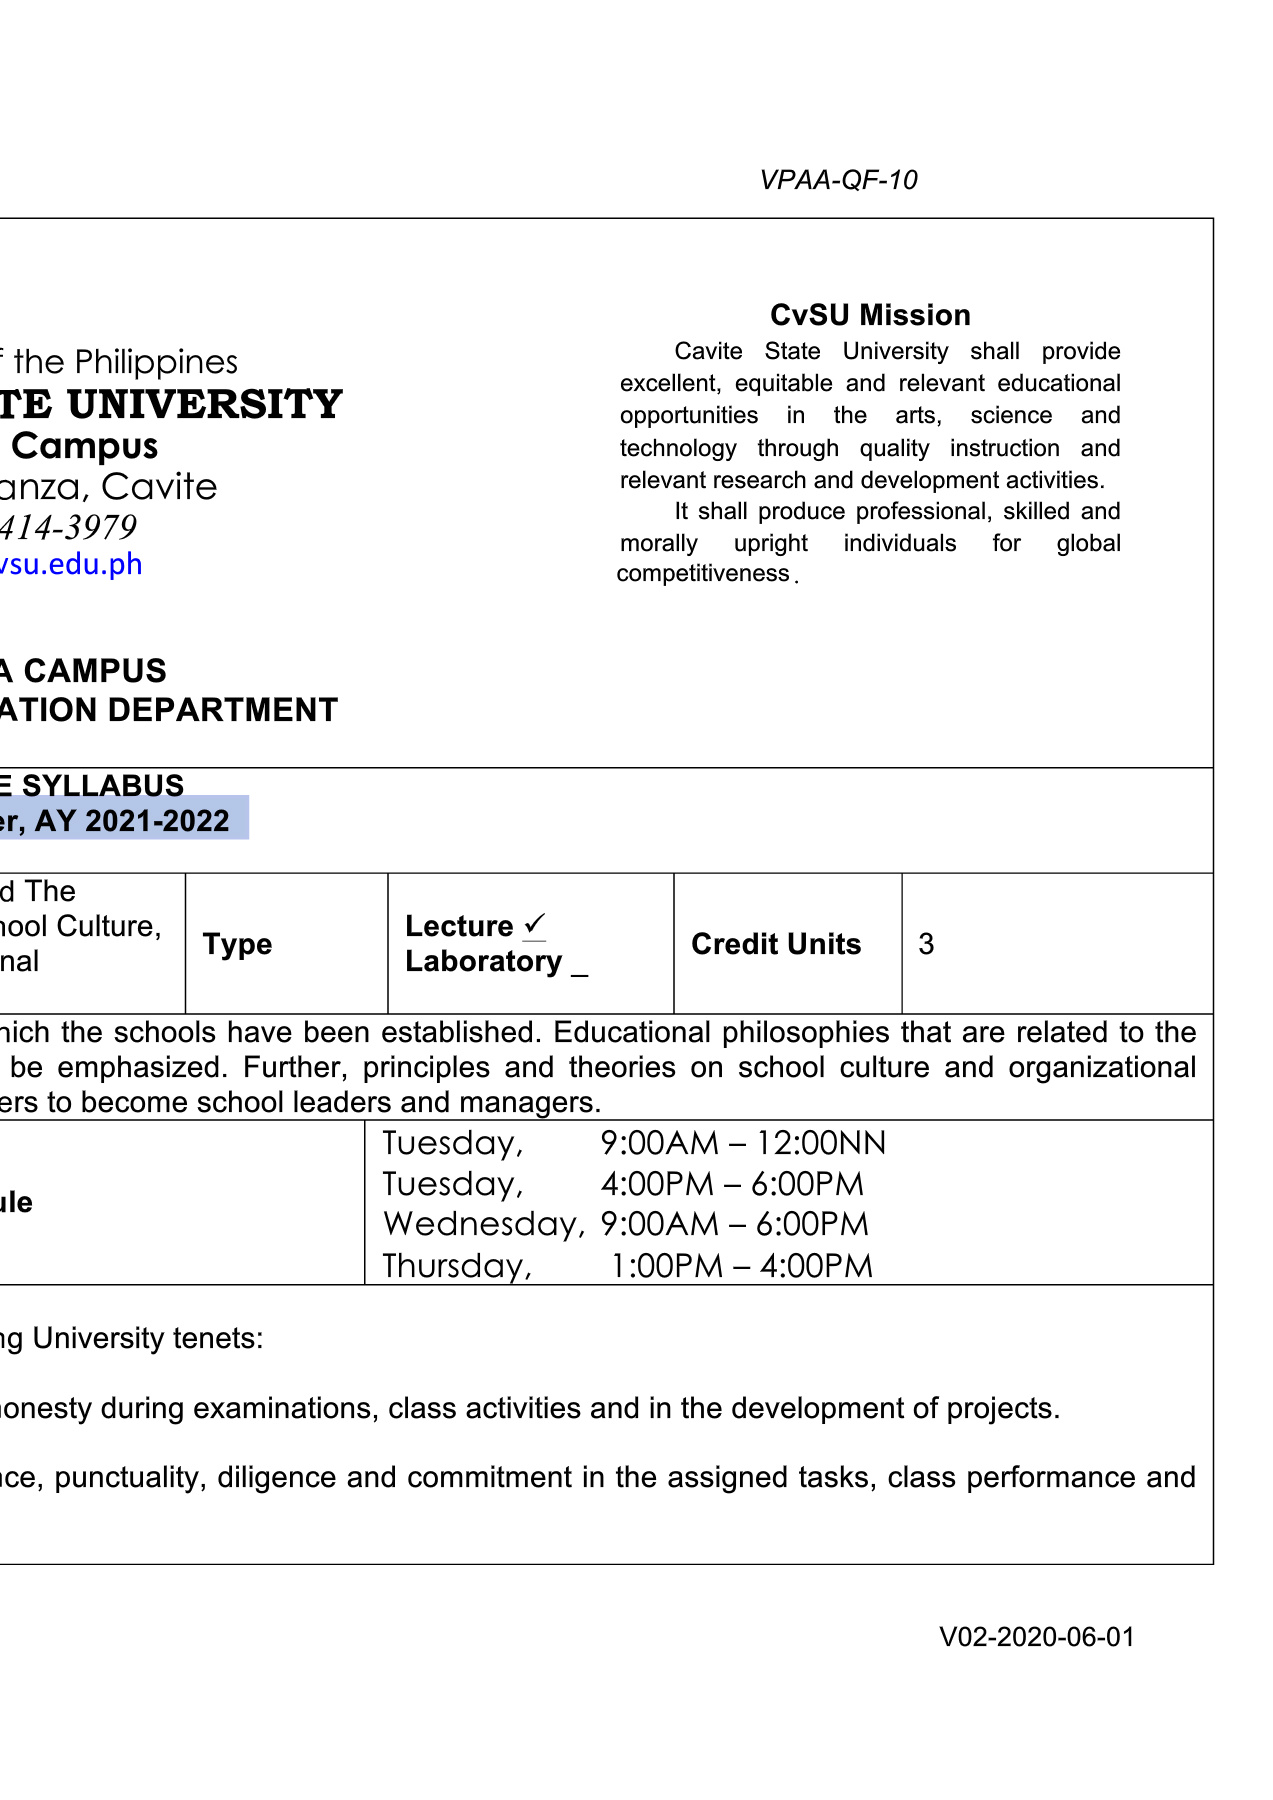 VPAA-QF-10
f the Philippines
TE UNIVERSITY
Campus
anza, Cavite
414-3979
vsu.edu.ph
A CAMPUS
ATION DEPARTMENT
CvSU Mission
Cavite State University shall provide
excellent, equitable and relevant educational
opportunities in the arts, science and
technology through quality instruction and
relevant research and development activities.
It shall produce professional, skilled and
morally upright individuals for global
competitiveness.
E SYLLABUS
er, AY 2021-2022
d The
hool Culture,
nal
Type
Lecture ✓
Laboratory _
Credit Units
3
hich the schools have been established. Educational philosophies that are related to the
be emphasized. Further, principles and theories on school culture and organizational
ers to become school leaders and managers.
ule
Tuesday, 9:00AM – 12:00NN
Tuesday, 4:00PM – 6:00PM
Wednesday, 9:00AM – 6:00PM
Thursday, 1:00PM – 4:00PM
ng University tenets:
honesty during examinations, class activities and in the development of projects.
nce, punctuality, diligence and commitment in the assigned tasks, class performance and
V02-2020-06-01